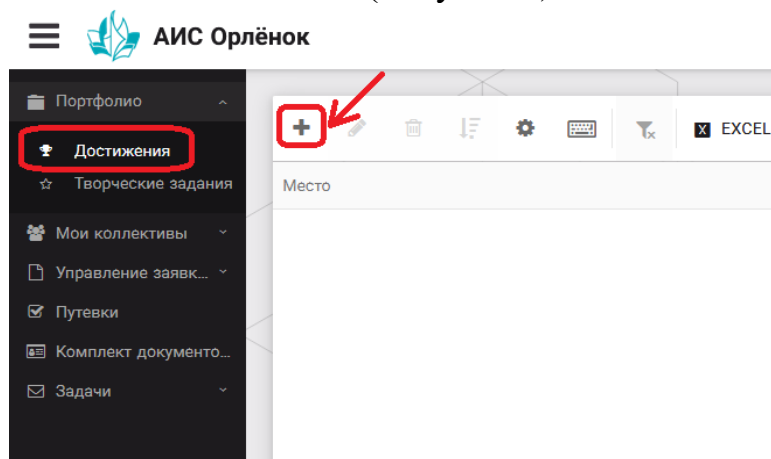 АИС Орлёнок
Портфолио
Достижения
Творческие задания
Мои коллективы
Управление заявк...
Путевки
Комплект документо...
Задачи
X EXCEL
Место